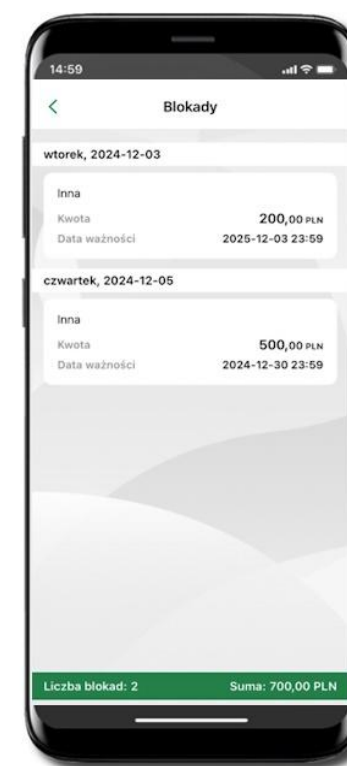 14:59
Blokady
wtorek, 2024-12-03
Inna
Kwota 200,00 PLN
Data ważności 2025-12-03 23:59
czwartek, 2024-12-05
Inna
Kwota 500,00 PLN
Data ważności 2024-12-30 23:59
Liczba blokad: 2 Suma: 700,00 PLN